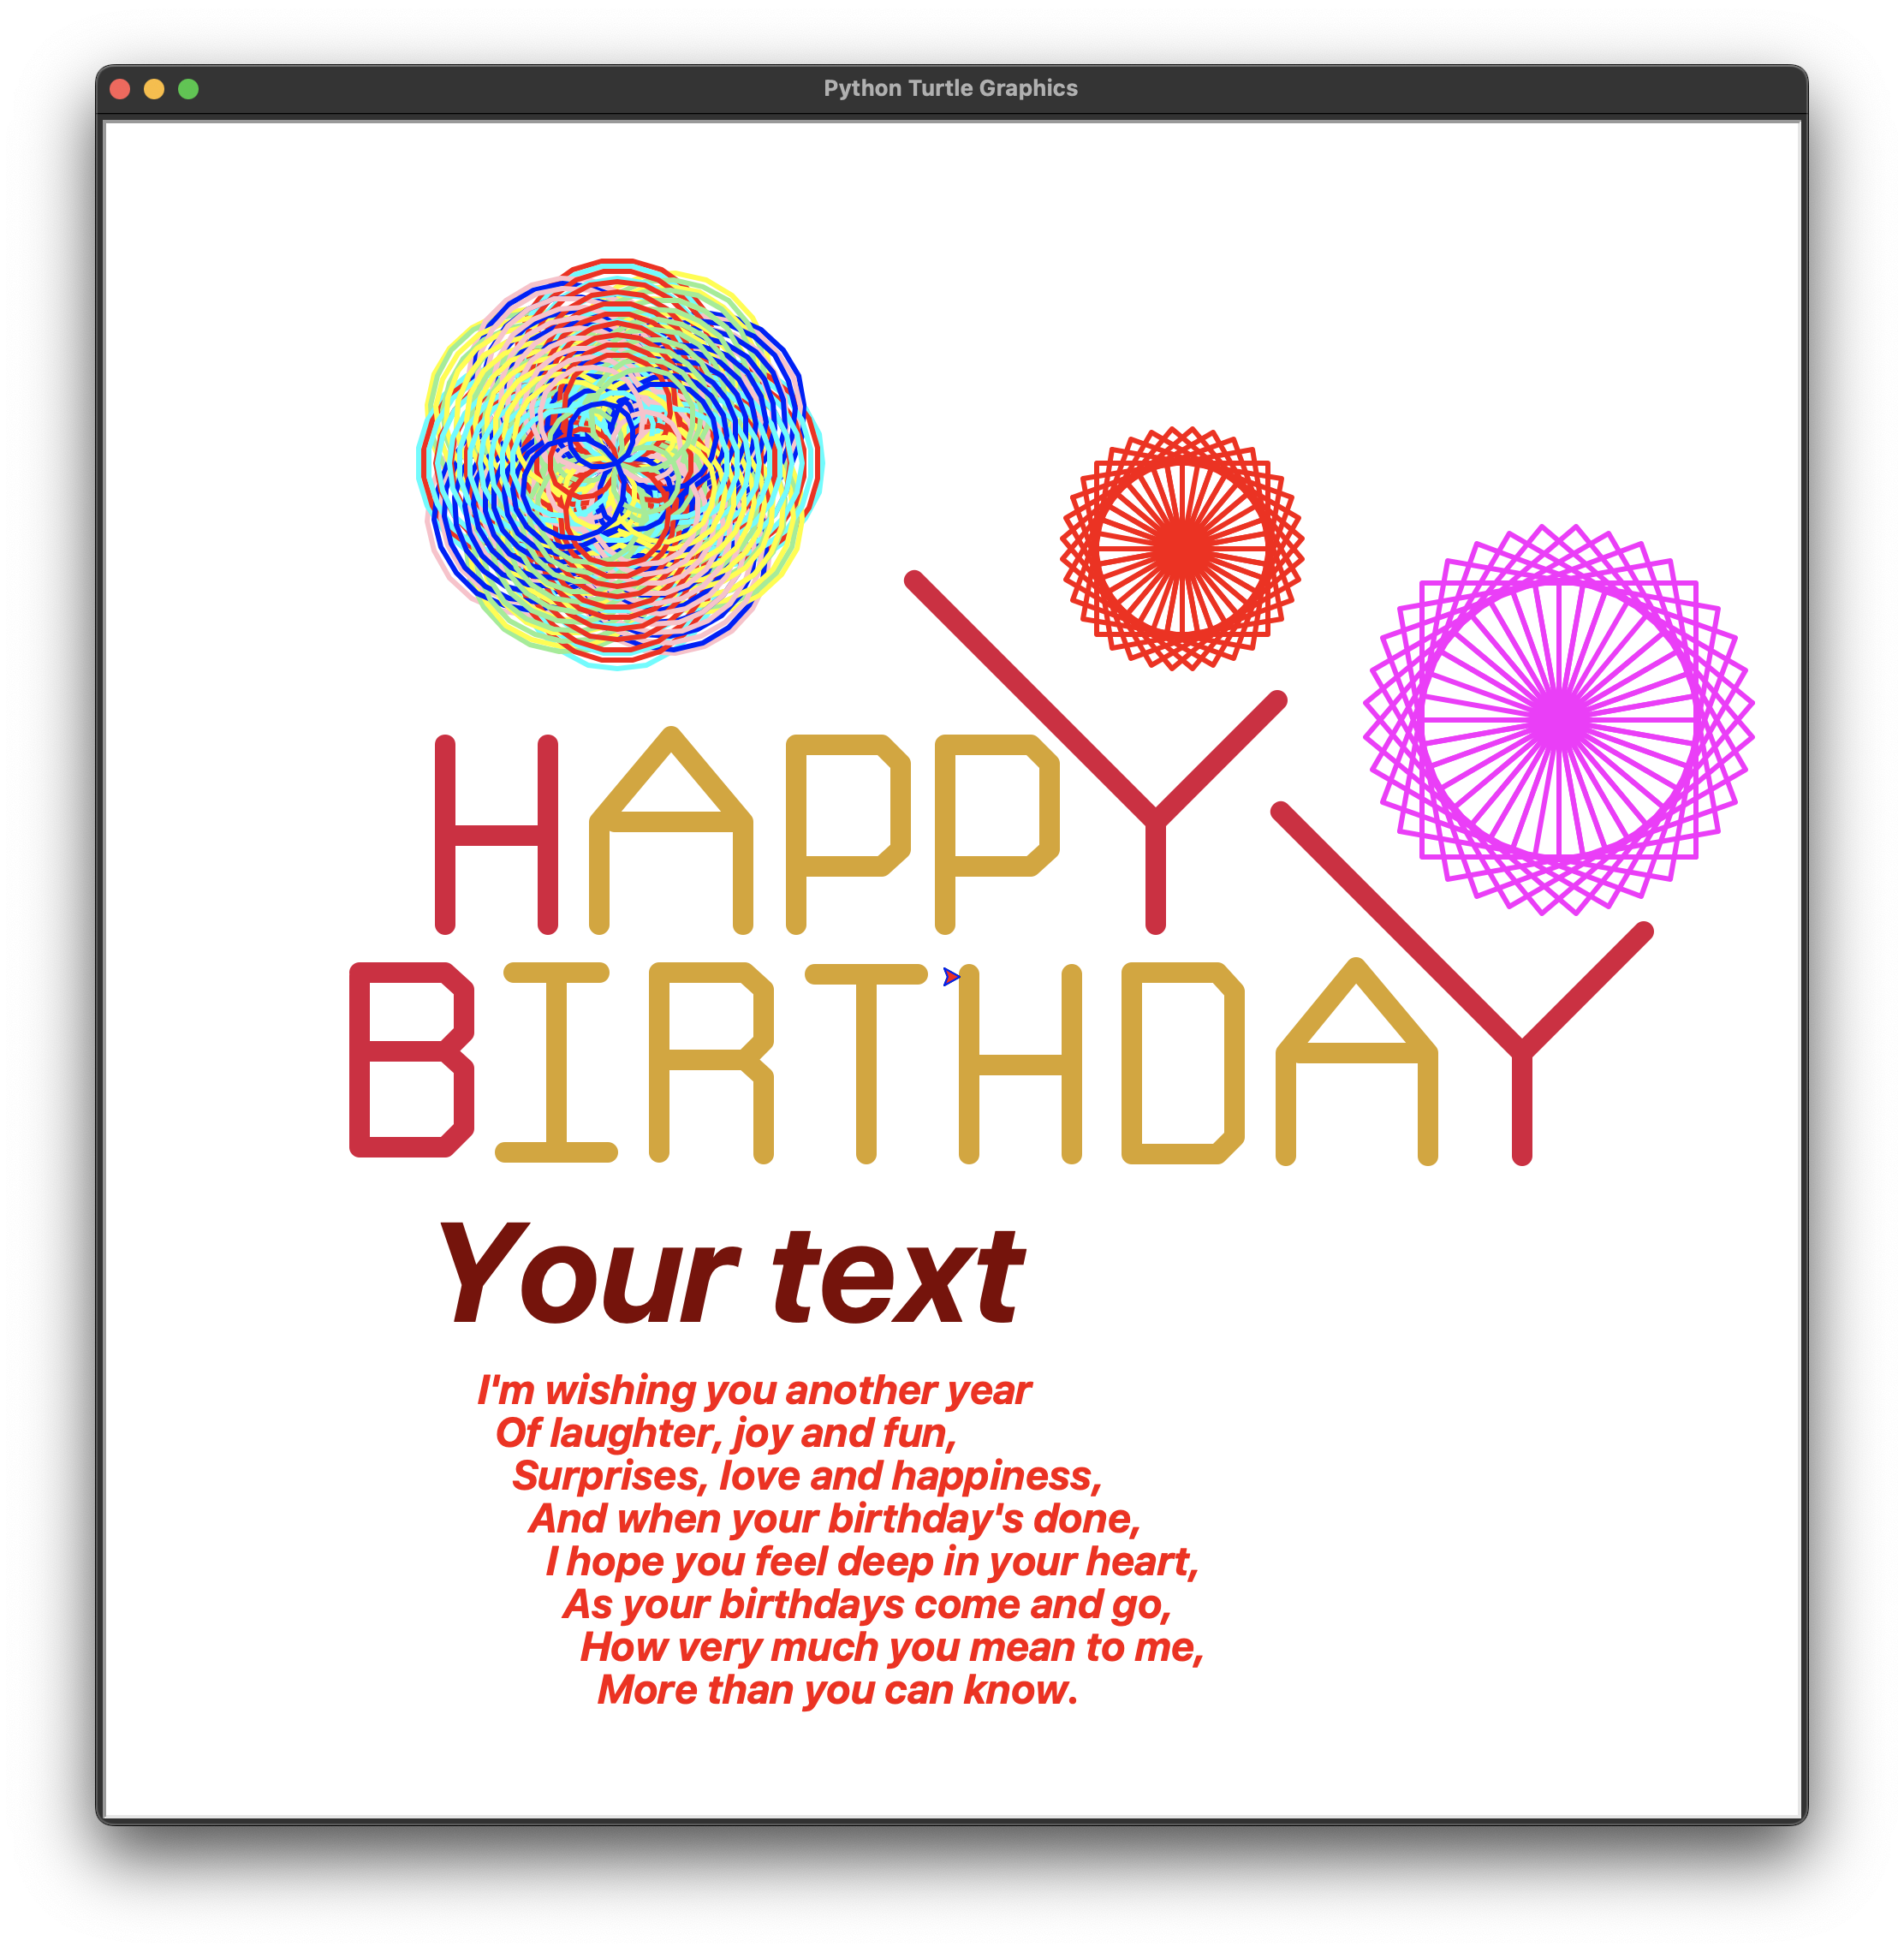 Python Turtle Graphics
HAPPY
BIRTHDAY
Your text
I'm wishing you another year
Of laughter, joy and fun,
Surprises, love and happiness,
And when your birthday's done,
I hope you feel deep in your heart,
As your birthdays come and go,
How very much you mean to me,
More than you can know.